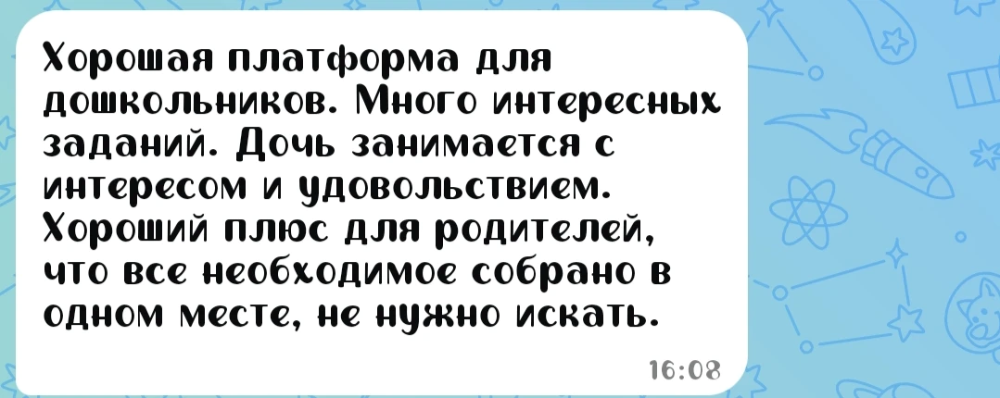 Хорошая платформа для
дошкольников. Много интересных
заданий. Дочь занимается с
интересом и удовольствием.
Хороший плюс для родителей,
что все необходимое собрано в
одном месте, не нужно искать.
16:08